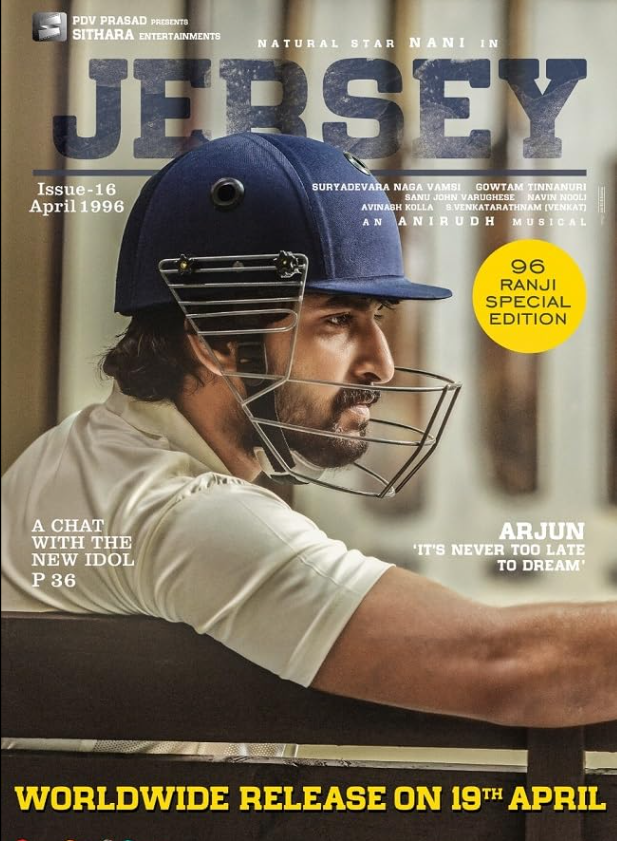 PDV PRASAD PRESENTS
SITHARA ENTERTAINMENTS
NATURAL STAR NANI IN
JERSEY
Issue-16
April 1996
SURYADEVARA NAGA VAMSI GOWTAM TINNANURI
SANU JOHN VARUGHESE NAVIN NOOLI
AVINASH KOLLA S.VENKATARATHNAM (VENKAT)
AN ANIRUDH MUSICAL
96
RANJI
SPECIAL
EDITION
A CHAT
WITH THE
NEW IDOL
P 36
ARJUN
'IT'S NEVER TOO LATE
TO DREAM'
WORLDWIDE RELEASE ON 19TH APRIL